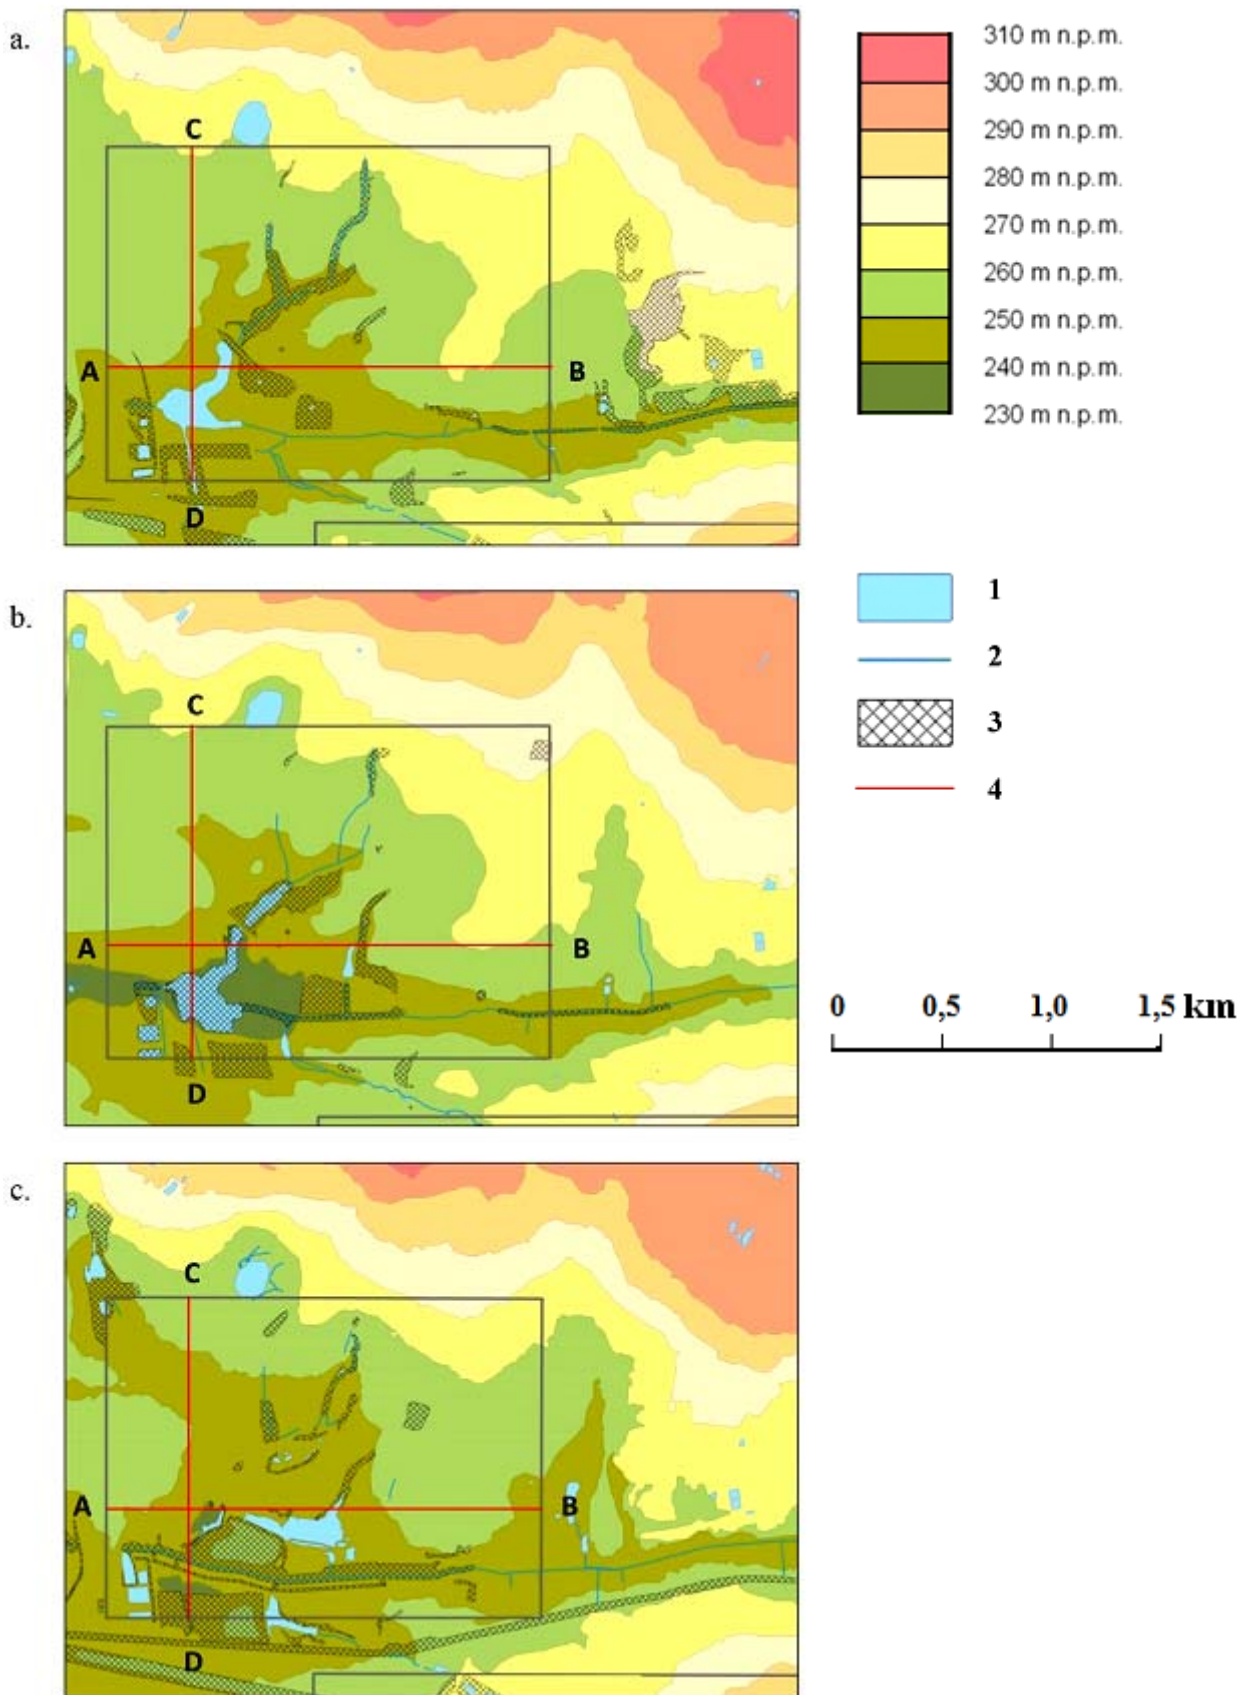 a.
C
A
B
D
310 m n.p.m.
300 m n.p.m.
290 m n.p.m.
280 m n.p.m.
270 m n.p.m.
260 m n.p.m.
250 m n.p.m.
240 m n.p.m.
230 m n.p.m.
1
2
3
4
b.
C
A
B
D
0 0,5 1,0 1,5 km
c.
C
A
B
D